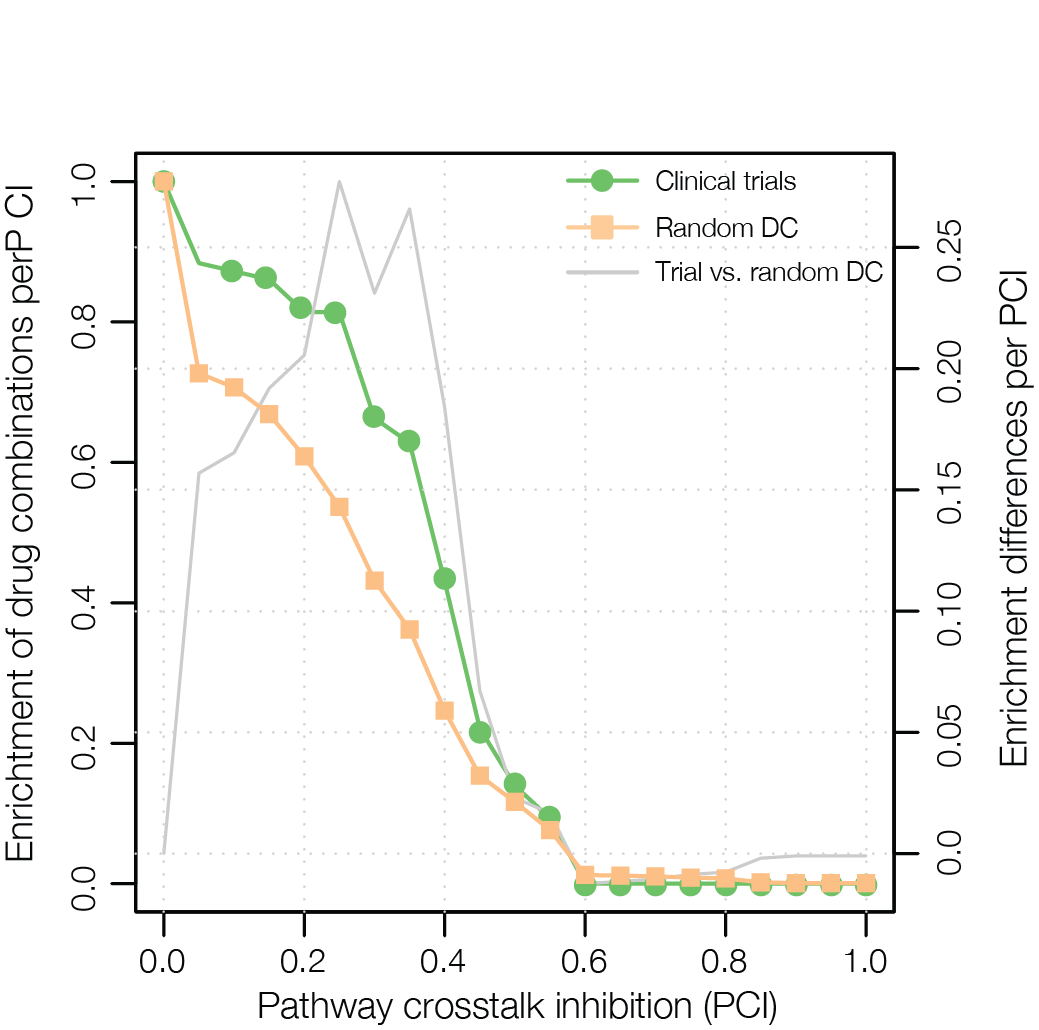 Clinical trials
Random DC
Trial vs. random DC
Enrichtment of drug combinations perP CI
1.0
0.8
0.6
0.4
0.2
0.0
Enrichment differences per PCI
0.25
0.20
0.15
0.10
0.05
0.0
0.0 0.2 0.4 0.6 0.8 1.0
Pathway crosstalk inhibition (PCI)